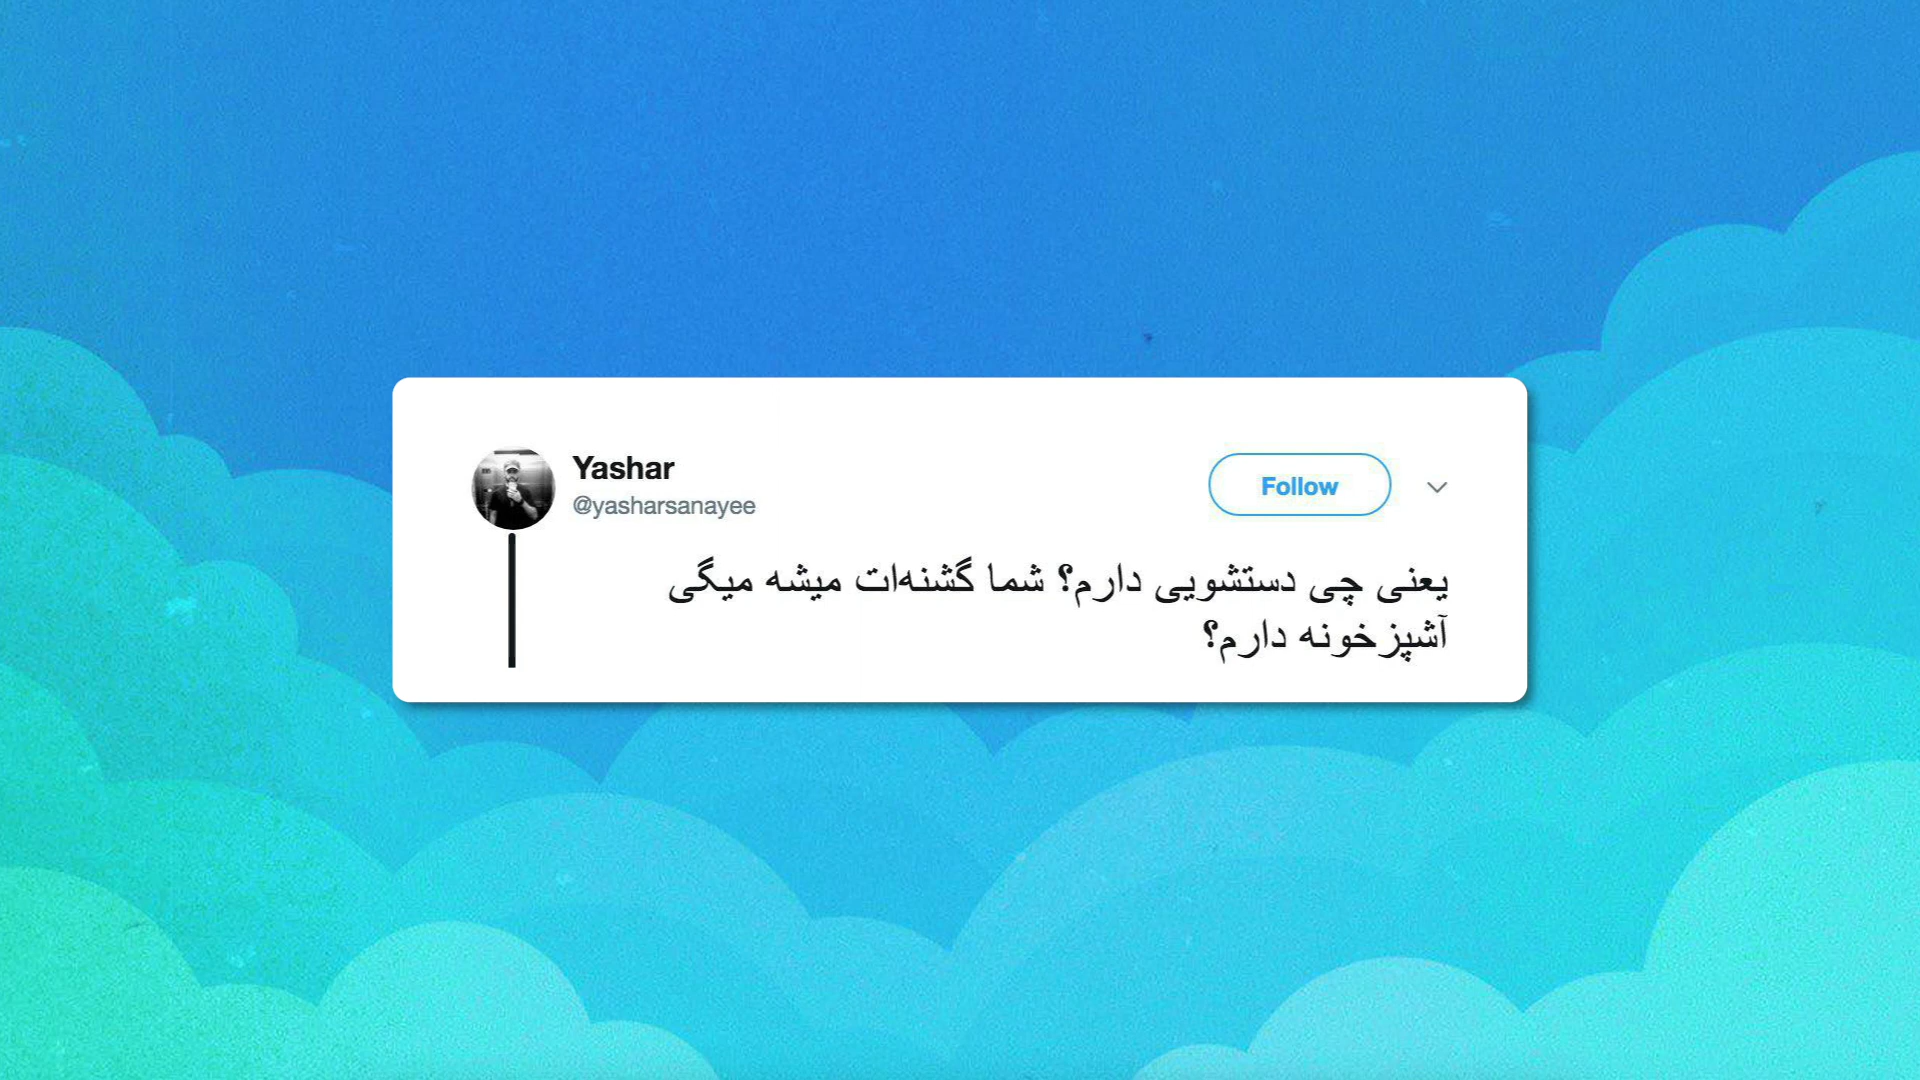 Yashar
@yasharsanayee
Follow
یعنی چی دستشویی دارم؟ شما گشنه‌ات میشه میگی
آشپزخونه دارم؟